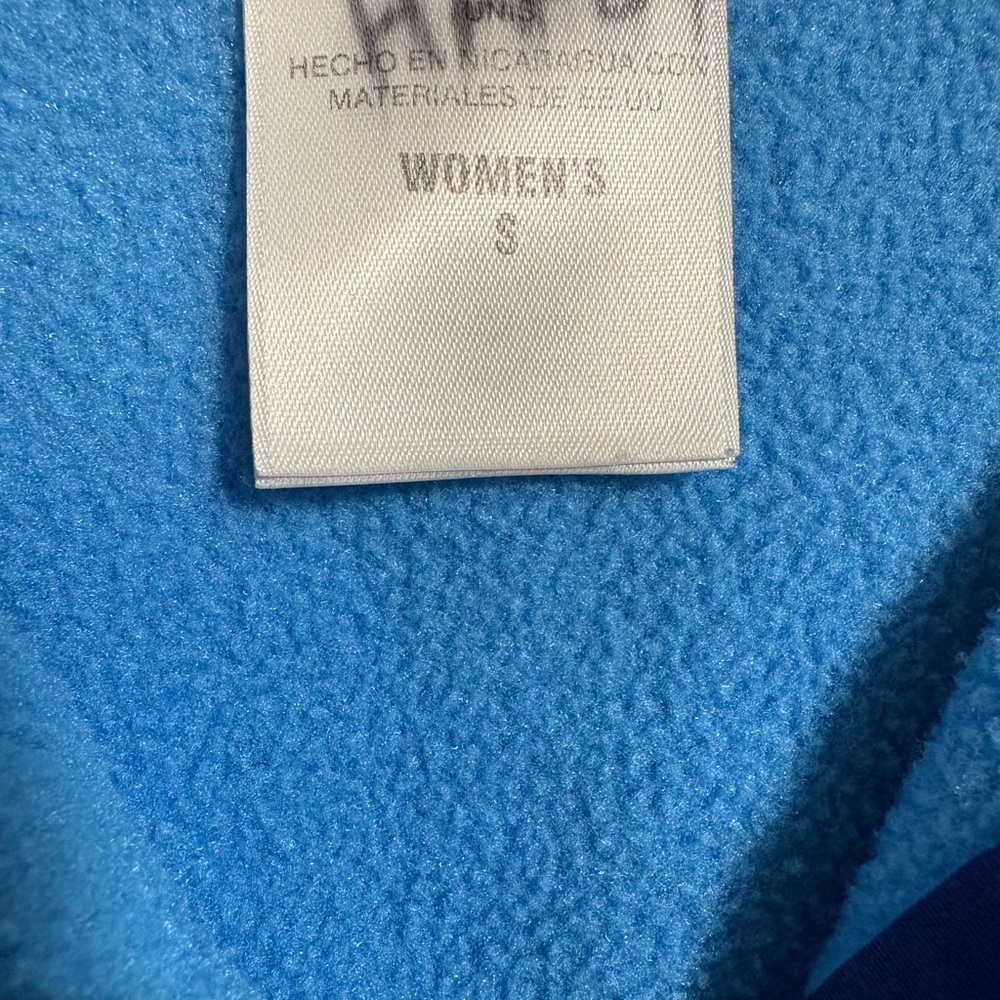 HECHO EN NICARAGUA CON
MATERIALES DE EE.UU
WOMEN'S
S